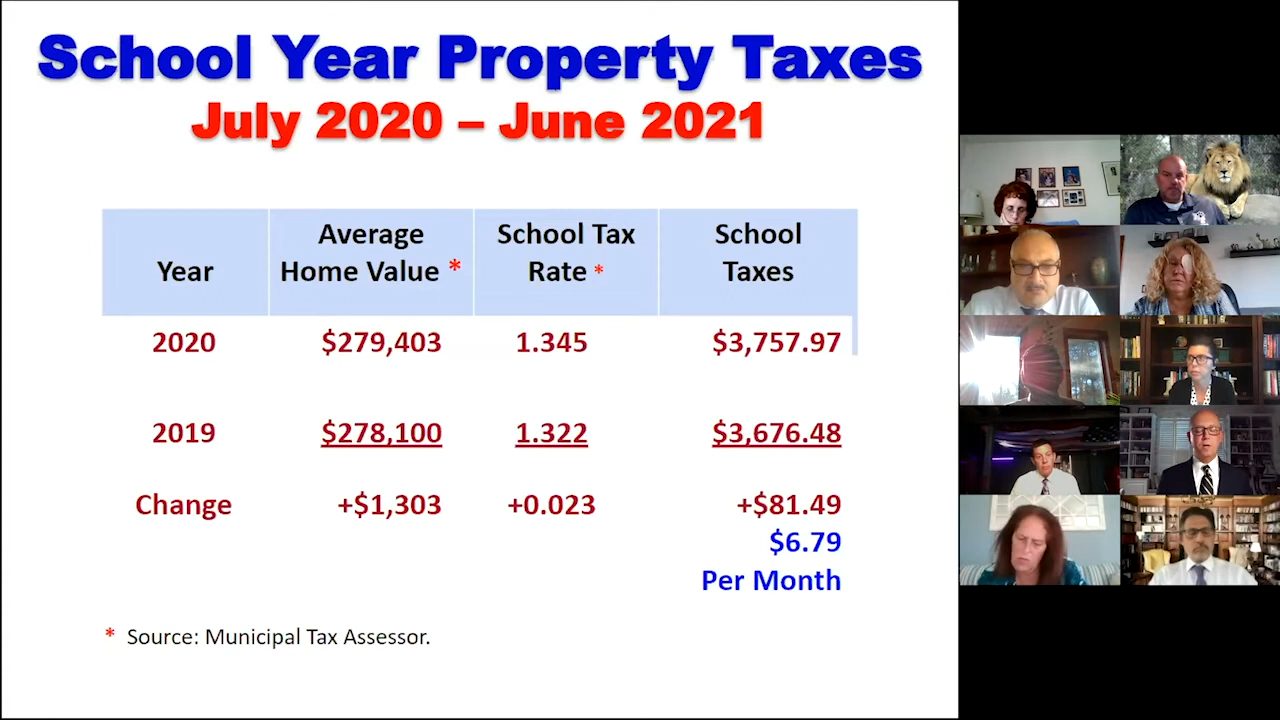 School Year Property Taxes
July 2020 – June 2021
Year
Average
Home Value *
School Tax
Rate *
School
Taxes
2020 $279,403 1.345 $3,757.97
2019 $278,100 1.322 $3,676.48
Change +$1,303 +0.023 +$81.49
$6.79
Per Month
* Source: Municipal Tax Assessor.